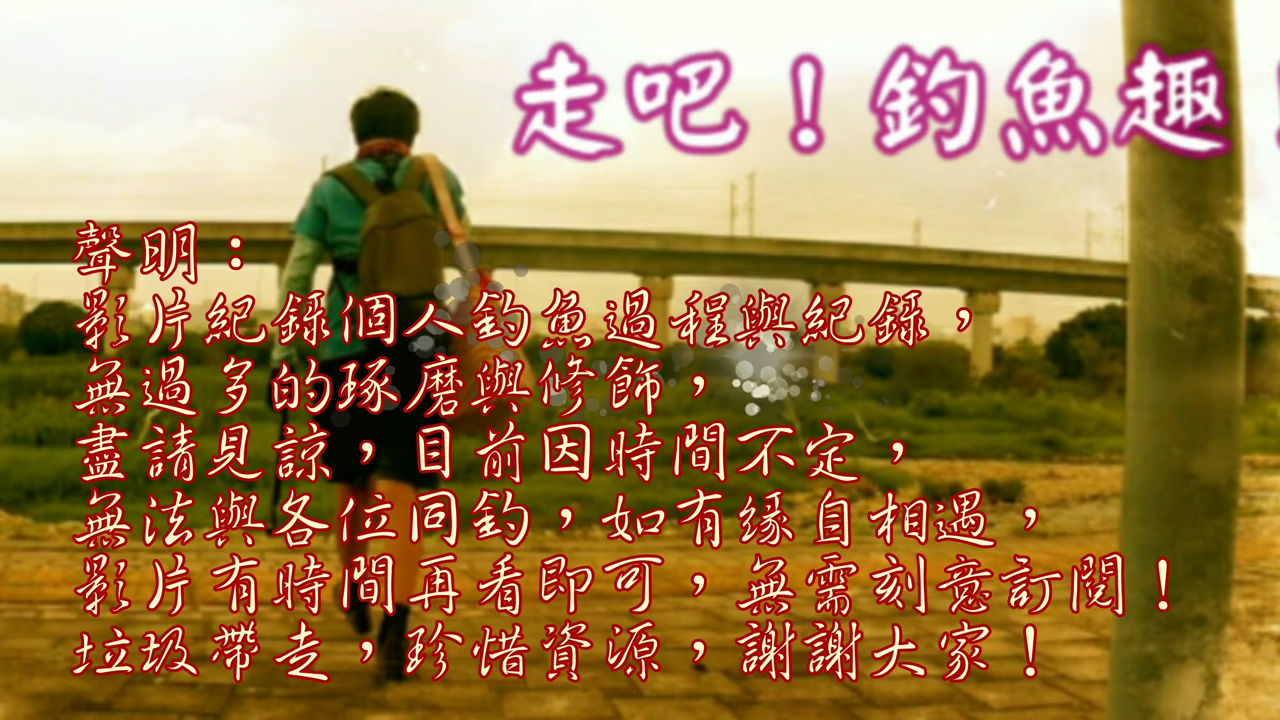 走吧！釣魚趣！
聲明：
影片紀錄個人釣魚過程與紀錄，
無過多的琢磨與修飾，
盡請見諒，目前因時間不定，
無法與各位同釣，如有緣自相遇，
影片有時間再看即可，無需刻意訂閱！
垃圾帶走，珍惜資源，謝謝大家！